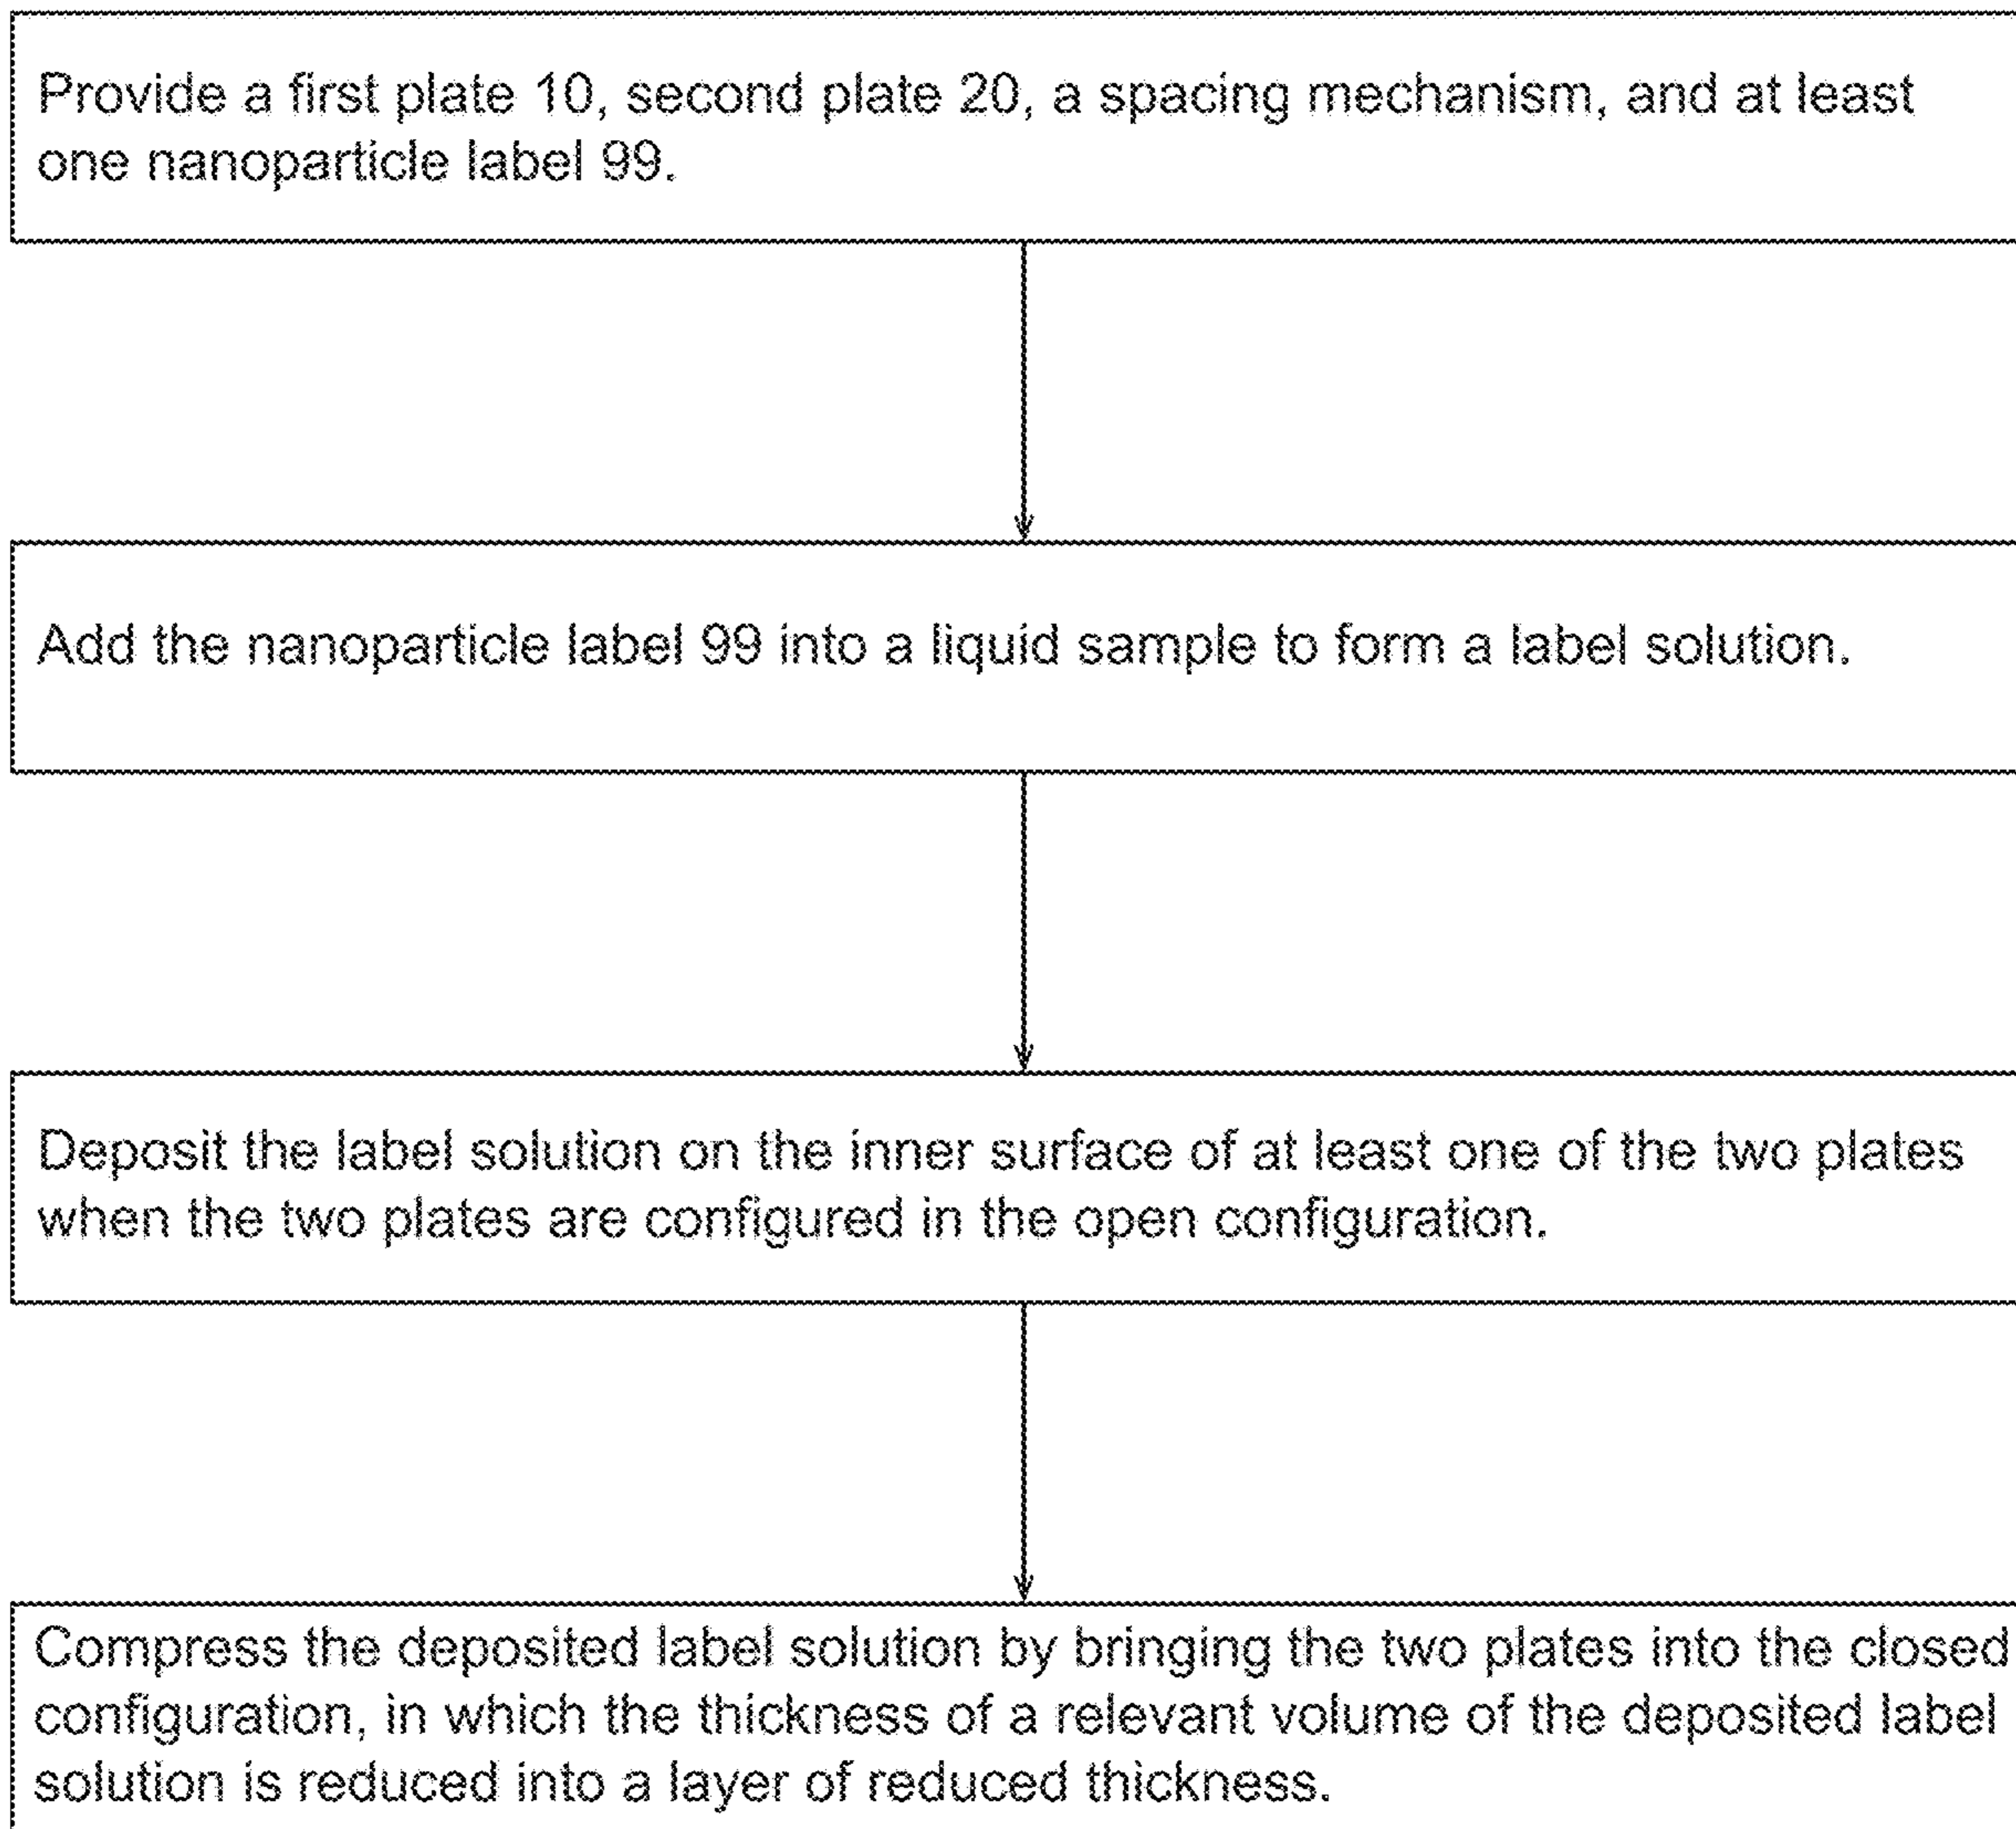 Provide a first plate 10, second plate 20, a spacing mechanism, and at least
one nanoparticle label 99.
Add the nanoparticle label 99 into a liquid sample to form a label solution.
Deposit the label solution on the inner surface of at least one of the two plates
when the two plates are configured in the open configuration.
Compress the deposited label solution by bringing the two plates into the closed
configuration, in which the thickness of a relevant volume of the deposited label
solution is reduced into a layer of reduced thickness.